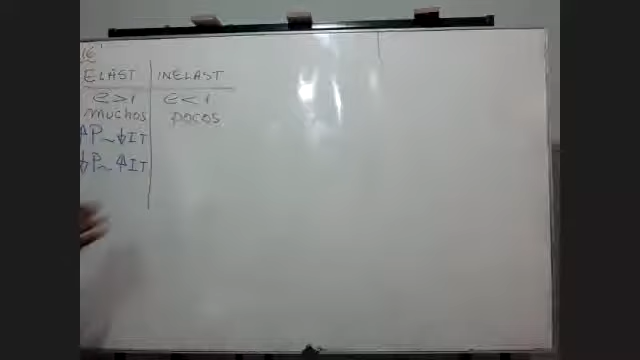 ELAST INELAST
e>1 e<1
muchos pocos
↑P~↓IT
↓P~↑IT